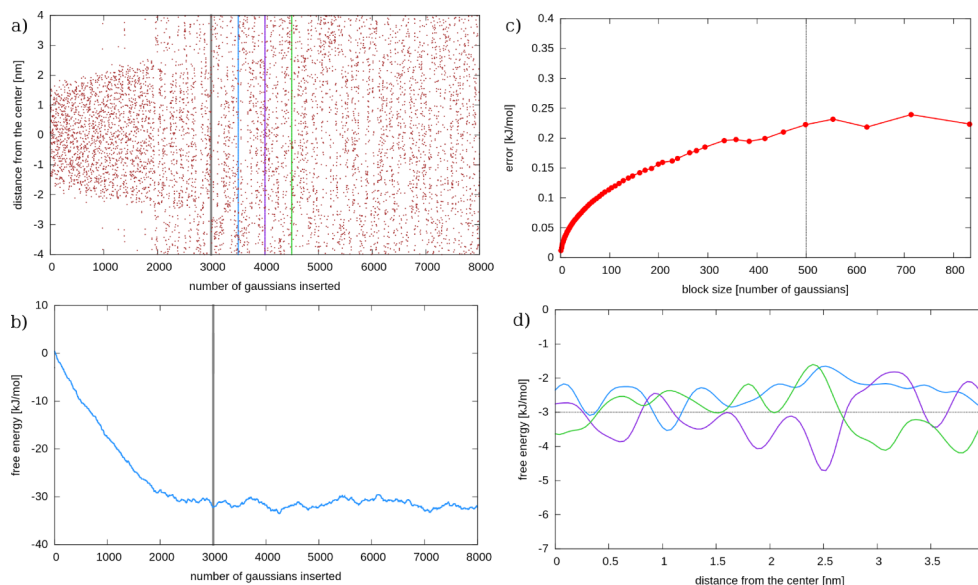 a)
distance from the center [nm]
4
3
2
1
0
-1
-2
-3
-4
0 1000 2000 3000 4000 5000 6000 7000 8000
number of gaussians inserted
b)
free energy [kJ/mol]
10
0
-10
-20
-30
-40
0 1000 2000 3000 4000 5000 6000 7000 8000
number of gaussians inserted
c)
error [kJ/mol]
0.4
0.35
0.3
0.25
0.2
0.15
0.1
0.05
0
0 100 200 300 400 500 600 700 800
block size [number of gaussians]
d)
free energy [kJ/mol]
0
-1
-2
-3
-4
-5
-6
-7
0 0.5 1 1.5 2 2.5 3 3.5
distance from the center [nm]